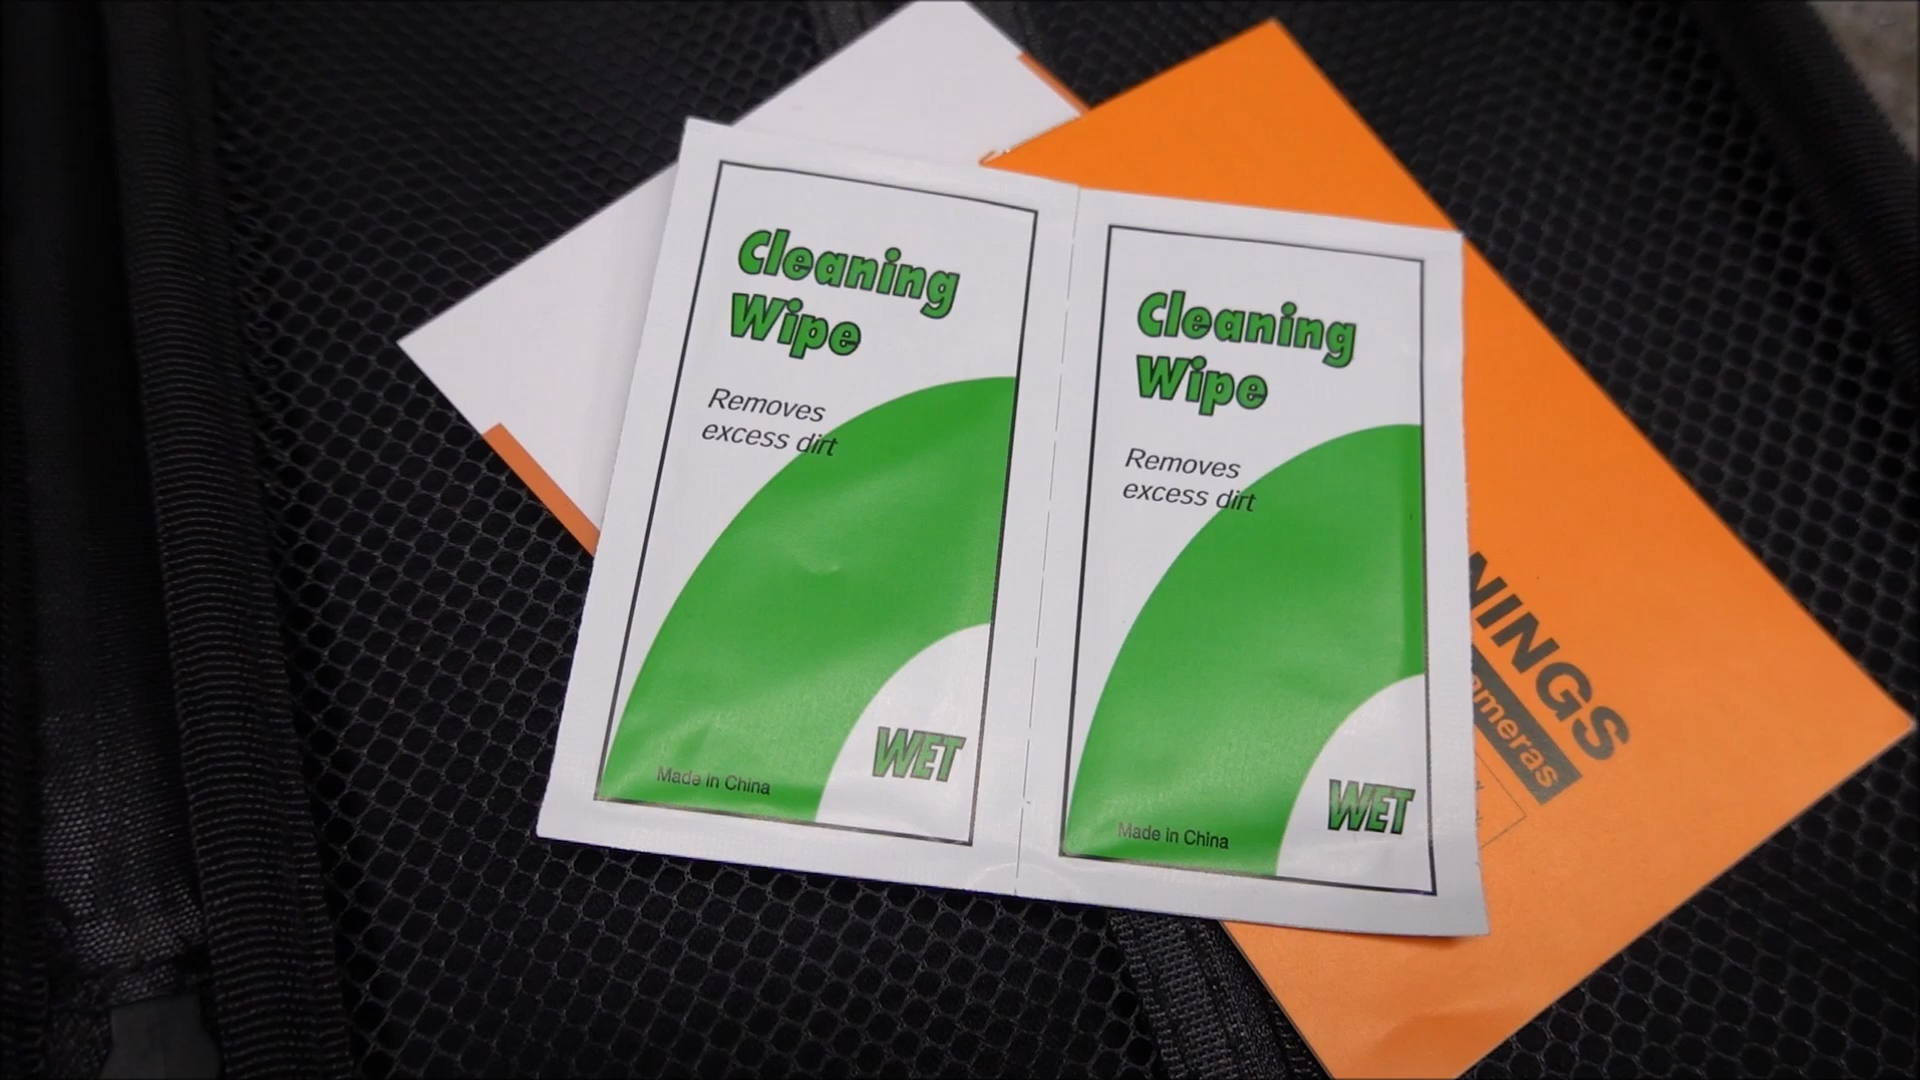 Cleaning
Wipe
Removes
excess dirt
WET
Made in China
Cleaning
Wipe
Removes
excess dirt
WET
Made in China
NINGS
meras